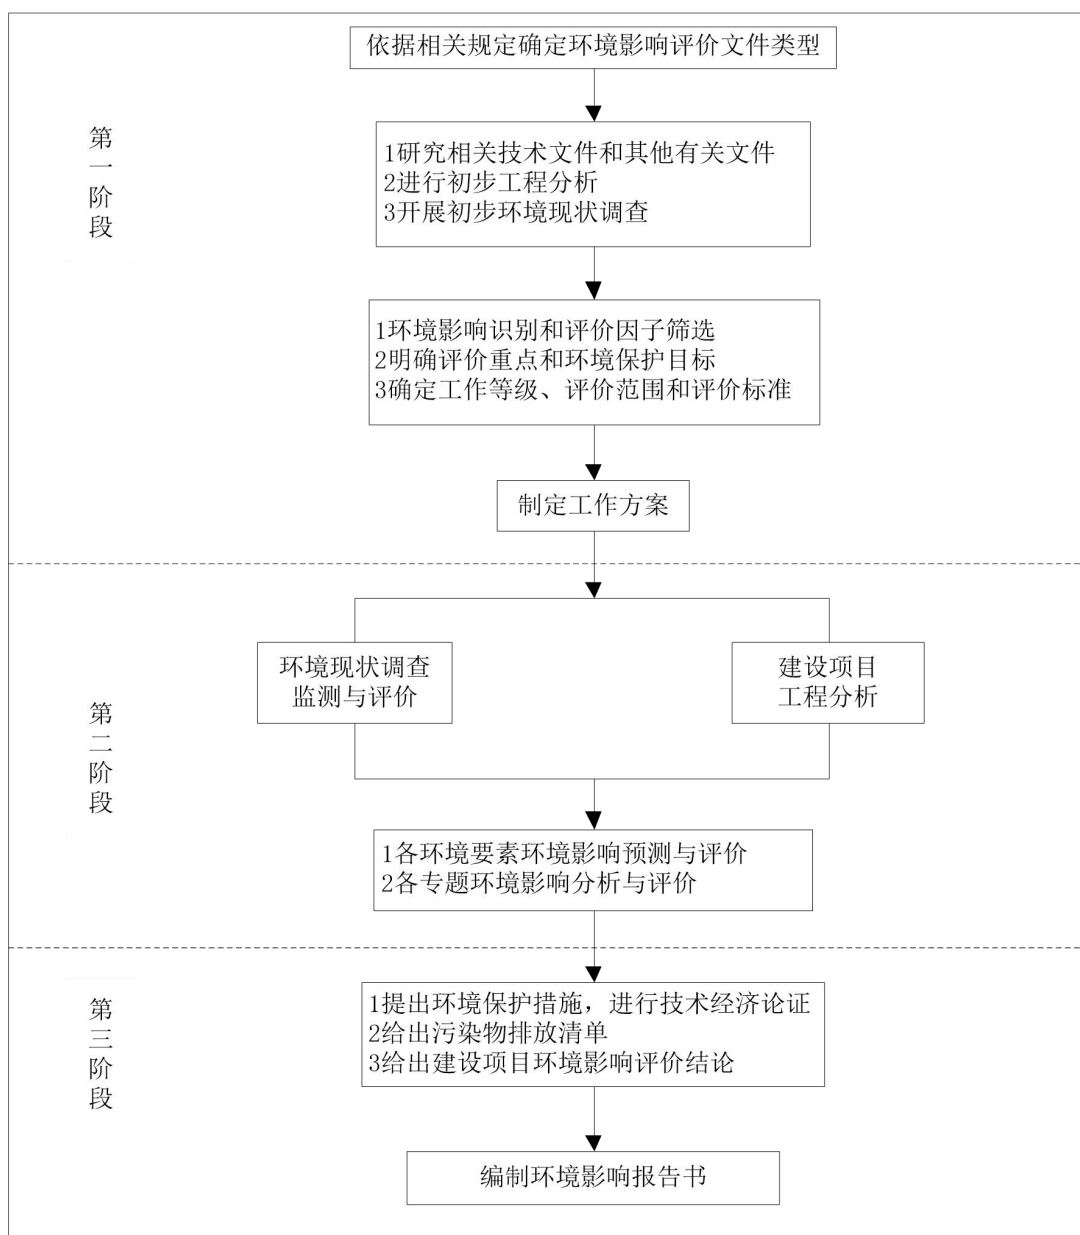 依据相关规定确定环境影响评价文件类型
第一阶段
1研究相关技术文件和其他有关文件
2进行初步工程分析
3开展初步环境现状调查
1环境影响识别和评价因子筛选
2明确评价重点和环境保护目标
3确定工作等级、评价范围和评价标准
制定工作方案
第二阶段
环境现状调查
监测与评价
建设项目
工程分析
1各环境要素环境影响预测与评价
2各专题环境影响分析与评价
第三阶段
1提出环境保护措施，进行技术经济论证
2给出污染物排放清单
3给出建设项目环境影响评价结论
编制环境影响报告书